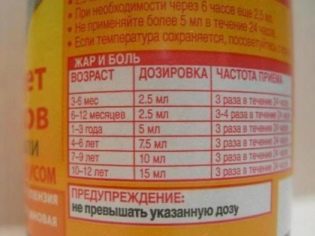 • При необходимости через 6 часов еще 2.5 мл.
• Не применяйте более 5 мл в течение 24 часов.
• Если температура сохраняется, посоветуйтесь
ЖАР И БОЛЬ
ВОЗРАСТ ДОЗИРОВКА ЧАСТОТА ПРИЕМА
3-6 мес 2.5 мл 3 раза в течение 24 часов
6–12 месяцев 2.5 мл 3-4 раза в течение 24 часов
1–3 года 5 мл 3 раза в течение 24 часов
4–6 лет 7.5 мл 3 раза в течение 24 часов
7–9 лет 10 мл 3 раза в течение 24 часов
10–12 лет 15 мл 3 раза в течение 24 часов
ПРЕДУПРЕЖДЕНИЕ:
не превышать указанную дозу